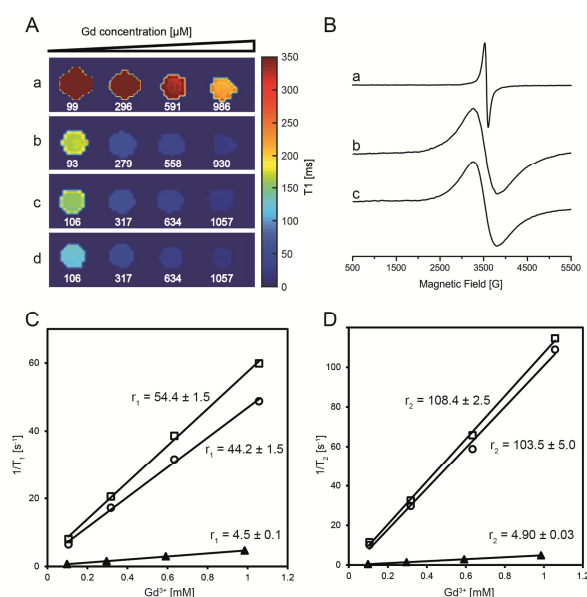 A
Gd concentration [µM]
a
99 296 591 986
b
93 279 558 930
c
106 317 634 1057
d
106 317 634 1057
350
300
250
200
150
100
50
0
T1 [ms]
B
a
b
c
500 1500 2500 3500 4500 5500
Magnetic Field [G]
C
60
40
20
0
1/T1 [s-1]
r1 = 54.4 ± 1.5
r1 = 44.2 ± 1.5
r1 = 4.5 ± 0.1
0 0.2 0.4 0.6 0.8 1 1.2
Gd³⁺ [mM]
D
120
100
80
60
40
20
0
1/T2 [s-1]
r2 = 108.4 ± 2.5
r2 = 103.5 ± 5.0
r2 = 4.90 ± 0.03
0 0.2 0.4 0.6 0.8 1 1.2
Gd³⁺ [mM]